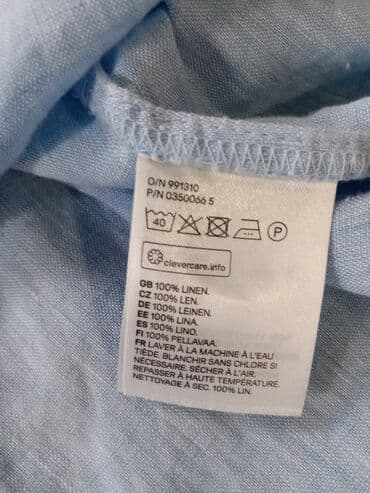 O/N 991310
P/N 0350066 5
40 P
clevercare.info
GB 100% LINEN.
CZ 100% LEN.
DE 100% LEINEN.
EE 100% LINA.
ES 100% LINO.
FI 100% PELLAVAA.
FR LAVER À LA MACHINE À L'EAU
TIÈDE. BLANCHIR SANS CHLORE SI
NÉCESSAIRE. SÉCHER À L'AIR.
REPASSER À HAUTE TEMPÉRATURE.
NETTOYAGE À SEC. 100% LIN.